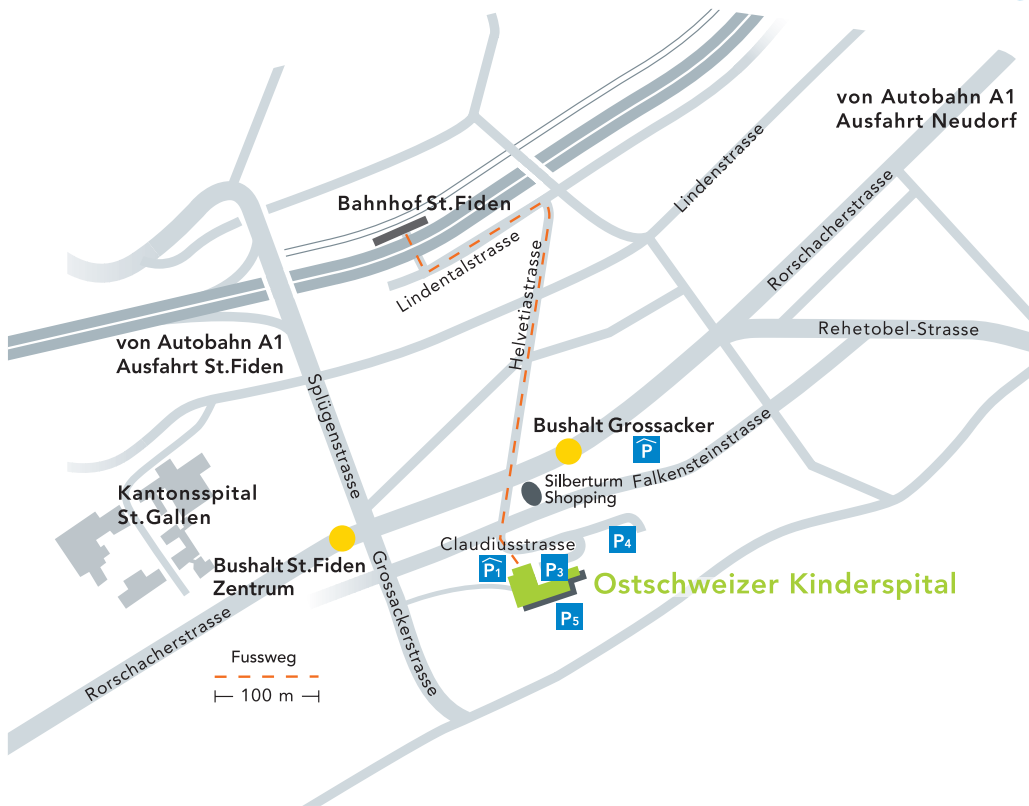 von Autobahn A1
Ausfahrt Neudorf
Lindenstrasse
Rorschacherstrasse
Bahnhof St.Fiden
Lindentalstrasse
Helvetiastrasse
Rehetobel-Strasse
von Autobahn A1
Ausfahrt St.Fiden
Splügenstrasse
Bushalt Grossacker
P
Falkensteinstrasse
Silberturm
Shopping
Kantonsspital
St.Gallen
Claudiusstrasse
P4
P1
P3
Bushalt St.Fiden
Zentrum
Grossackerstrasse
Ostschweizer Kinderspital
P5
Rorschacherstrasse
Fussweg
100 m